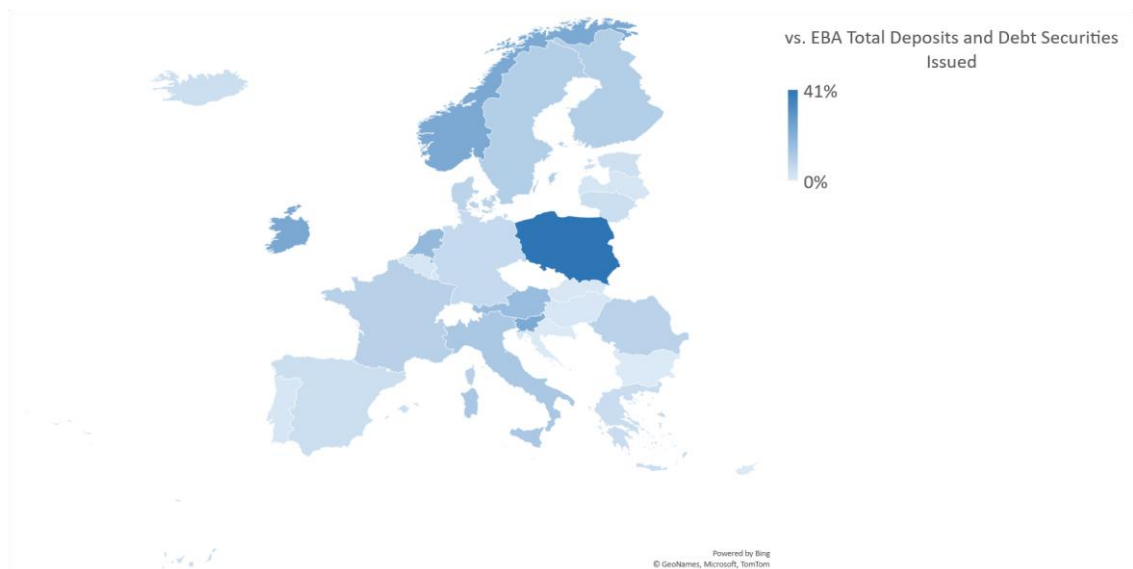 vs. EBA Total Deposits and Debt Securities
Issued
41%
0%
Powered by Bing
© GeoNames, Microsoft, TomTom